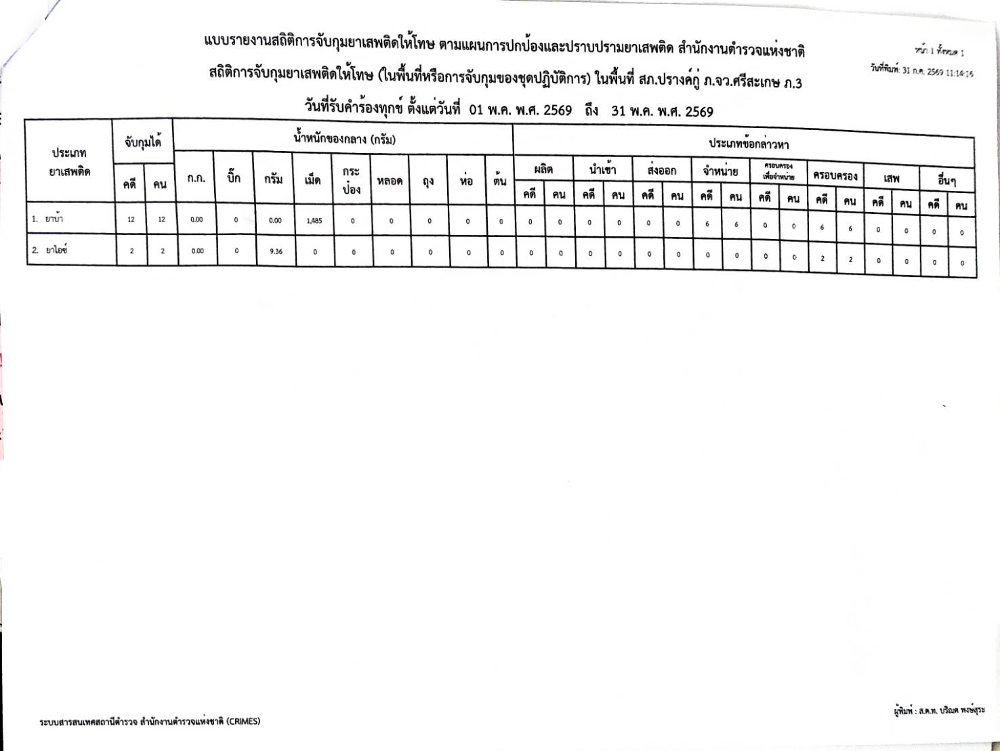 แบบรายงานสถิติการจับกุมยาเสพติดให้โทษ ตามแผนการปกป้องและปราบปรามยาเสพติด สำนักงานตำรวจแห่งชาติ
หน้า 1 ทั้งหมด 1
สถิติการจับกุมยาเสพติดให้โทษ (ในพื้นที่หรือการจับกุมของชุดปฏิบัติการ) ในพื้นที่ สภ.ปรางค์กู่ ภ.จว.ศรีสะเกษ ภ.3
วันที่พิมพ์: 31 ก.ค. 2569 11:14:16
วันที่รับคำร้องทุกข์ ตั้งแต่วันที่ 01 พ.ค. พ.ศ. 2569 ถึง 31 พ.ค. พ.ศ. 2569
ประเภท ยาเสพติด จับกุมได้ น้ำหนักของกลาง (กรัม) ประเภทข้อกล่าวหา
ก.ก. บิ๊ก กรัม เม็ด กระป๋อง หลอด ถุง ห่อ ต้น ผลิต นำเข้า ส่งออก จำหน่าย ครอบครองเพื่อจำหน่าย ครอบครอง เสพ อื่นๆ
คดี คน คดี คน คดี คน คดี คน คดี คน คดี คน คดี คน คดี คน คดี คน
1. ยาบ้า 12 12 0.00 0 0.00 1,485 0 0 0 0 0 0 0 0 0 0 0 6 6 0 0 6 6 0 0 0 0
2. ยาไอซ์ 2 2 0.00 0 9.36 0 0 0 0 0 0 0 0 0 0 0 0 0 0 0 0 2 2 0 0 0 0
ระบบสารสนเทศสถานีตำรวจ สำนักงานตำรวจแห่งชาติ (CRIMES)
ผู้พิมพ์ : ส.ต.ท. บริณต พงษ์สุระ